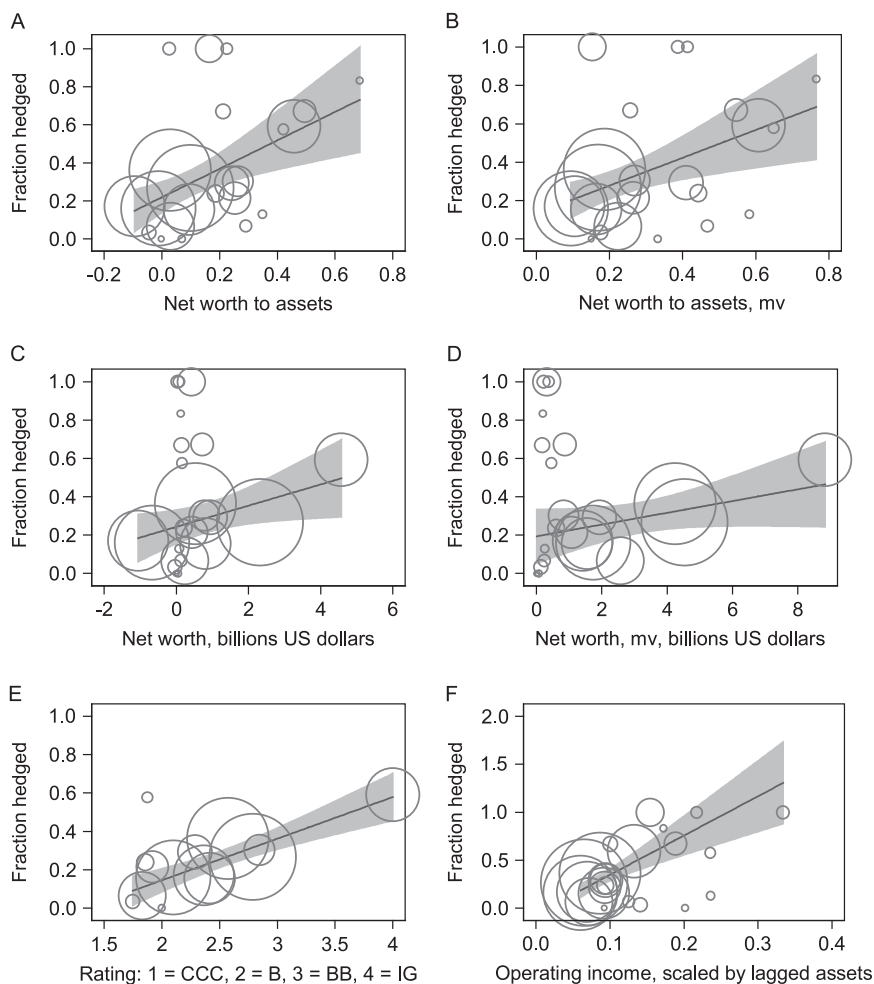 A
B
1.0
0.8
0.6
0.4
0.2
0.0
Fraction hedged
-0.2 0.0 0.2 0.4 0.6 0.8
Net worth to assets
1.0
0.8
0.6
0.4
0.2
0.0
Fraction hedged
0.0 0.2 0.4 0.6 0.8
Net worth to assets, mv
C
D
1.0
0.8
0.6
0.4
0.2
0.0
Fraction hedged
-2 0 2 4 6
Net worth, billions US dollars
1.0
0.8
0.6
0.4
0.2
0.0
Fraction hedged
0 2 4 6 8
Net worth, mv, billions US dollars
E
F
1.0
0.8
0.6
0.4
0.2
0.0
Fraction hedged
1.5 2 2.5 3 3.5 4
Rating: 1 = CCC, 2 = B, 3 = BB, 4 = IG
2.0
1.5
1.0
0.5
0.0
Fraction hedged
0.0 0.1 0.2 0.3 0.4
Operating income, scaled by lagged assets